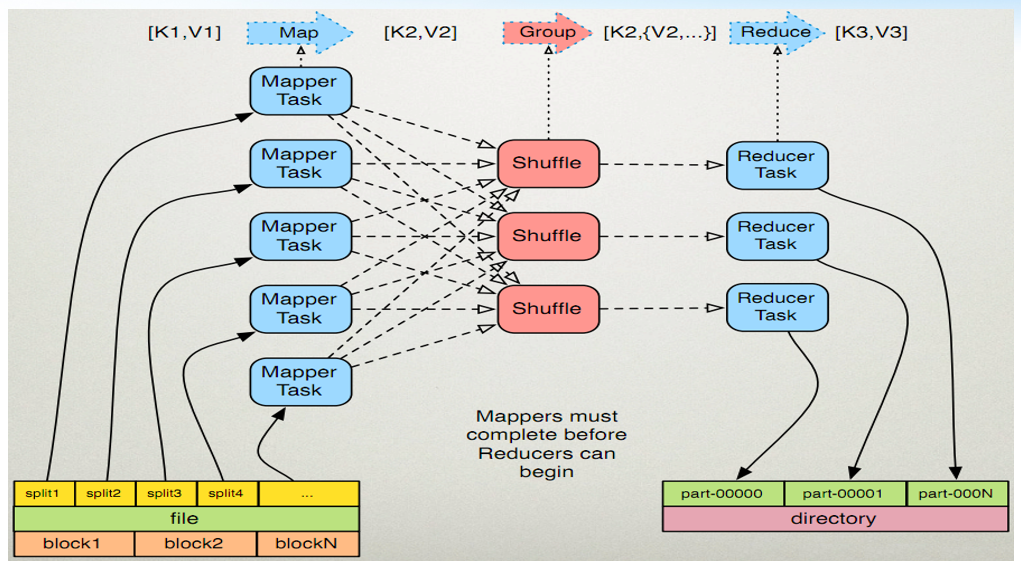 [K1,V1] Map [K2,V2] Group [K2,{V2,...}] Reduce [K3,V3]
Mapper
Task
Mapper
Task
Mapper
Task
Mapper
Task
Mapper
Task
Shuffle
Shuffle
Shuffle
Reducer
Task
Reducer
Task
Reducer
Task
Mappers must
complete before
Reducers can
begin
split1 split2 split3 split4 ...
file
block1 block2 blockN
part-00000 part-00001 part-000N
directory